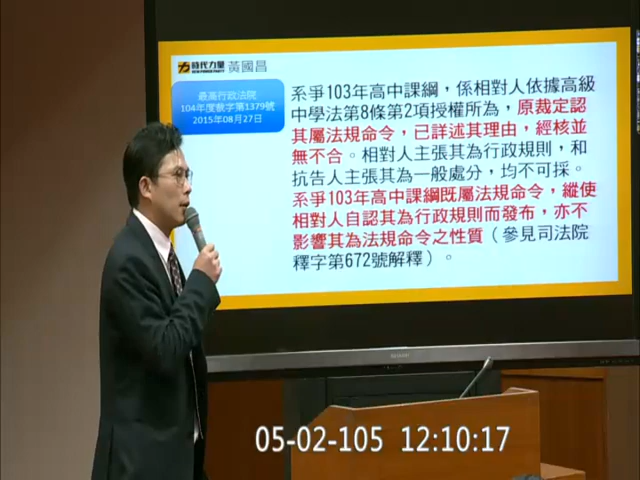 時代力量 黃國昌
NEW POWER PARTY
最高行政法院
104年度裁字第1379號
2015年08月27日
系爭103年高中課綱，係相對人依據高級
中學法第8條第2項授權所為，原裁定認
其屬法規命令，已詳述其理由，經核並
無不合。相對人主張其為行政規則，和
抗告人主張其為一般處分，均不可採。
系爭103年高中課綱既屬法規命令，縱使
相對人自認其為行政規則而發布，亦不
影響其為法規命令之性質（參見司法院
釋字第672號解釋）。
05-02-105 12:10:17